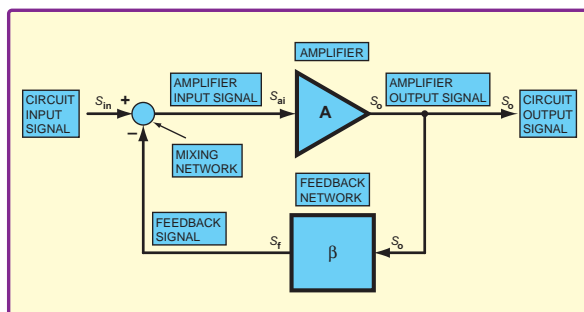 AMPLIFIER
AMPLIFIER
INPUT SIGNAL
AMPLIFIER
OUTPUT SIGNAL
CIRCUIT
INPUT
SIGNAL
Sin
+
Sai
A
So
So
CIRCUIT
OUTPUT
SIGNAL
−
MIXING
NETWORK
FEEDBACK
NETWORK
FEEDBACK
SIGNAL
Sf
β
So